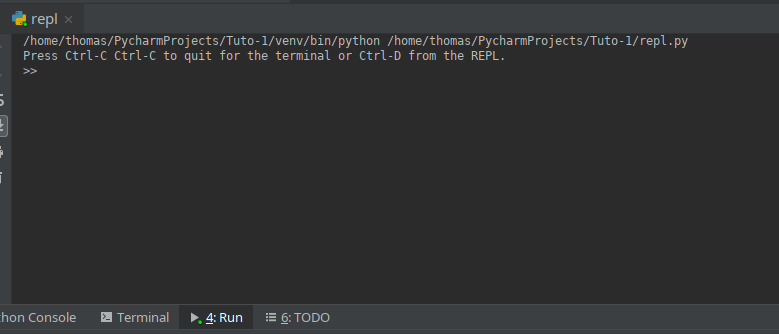 repl
/home/thomas/PycharmProjects/Tuto-1/venv/bin/python /home/thomas/PycharmProjects/Tuto-1/repl.py
Press Ctrl-C Ctrl-C to quit for the terminal or Ctrl-D from the REPL.
>>
hon Console Terminal 4: Run 6: TODO